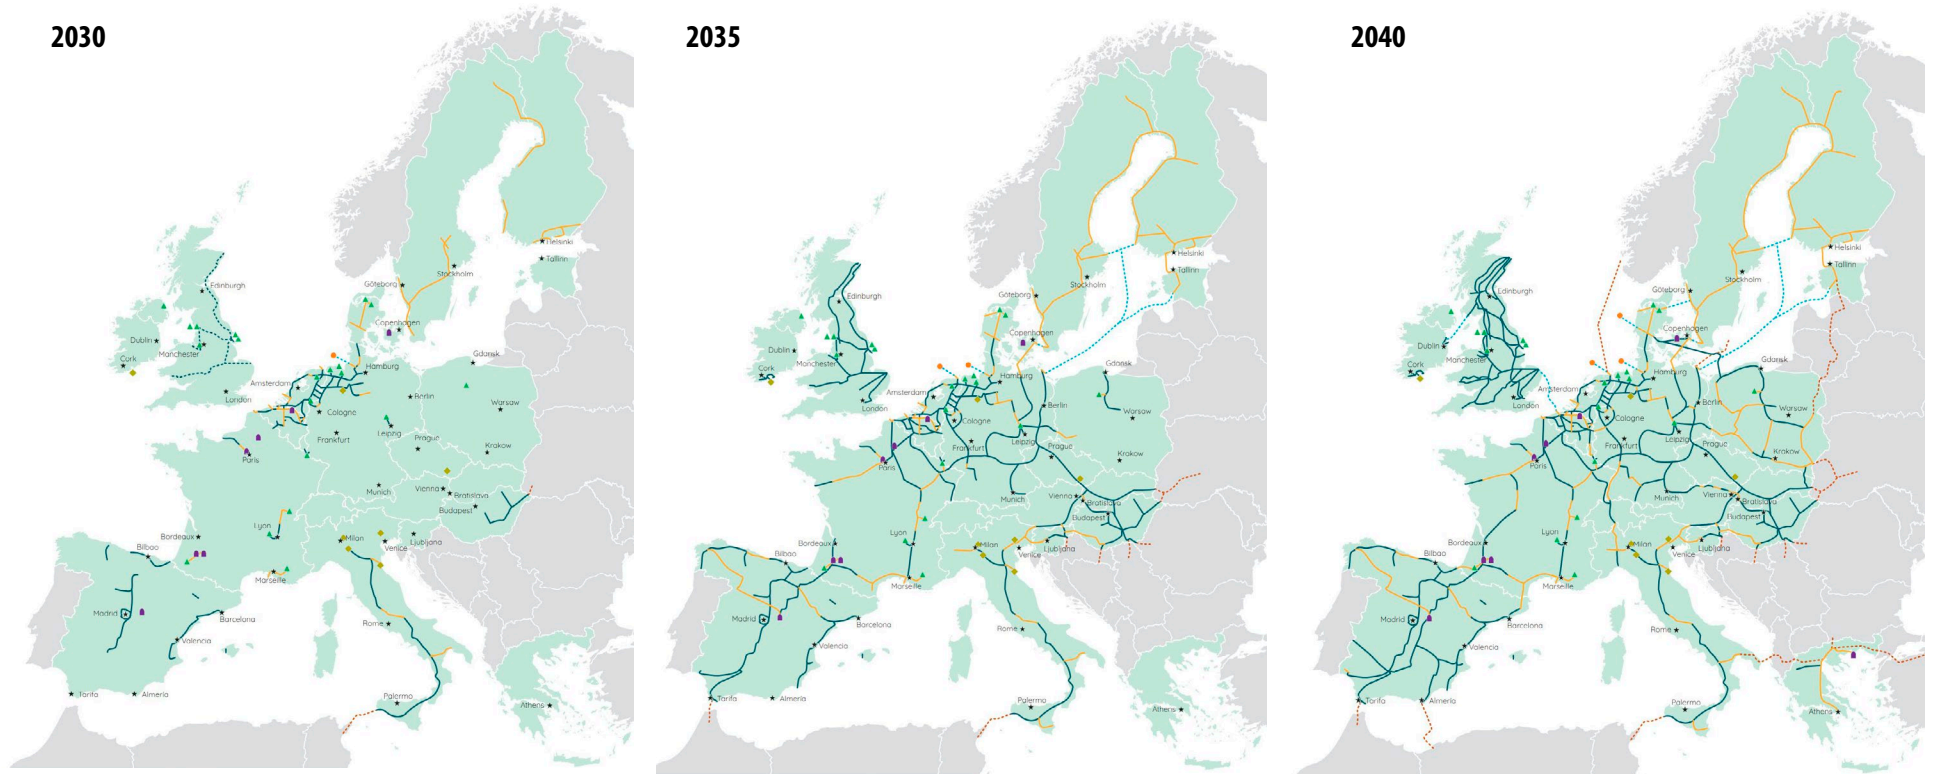 2030
2035
2040
Helsinki
Tallinn
Stockholm
Göteborg
Edinburgh
Copenhagen
Dublin
Manchester
Cork
Hamburg
Gdańsk
Amsterdam
London
Berlin
Warsaw
Cologne
Leipzig
Frankfurt
Prague
Krakow
Paris
Munich
Vienna
Bratislava
Budapest
Lyon
Bordeaux
Bilbao
Milan
Venice
Ljubljana
Marseille
Madrid
Barcelona
Rome
Valencia
Tarifa
Almería
Palermo
Athens
Helsinki
Tallinn
Stockholm
Göteborg
Edinburgh
Copenhagen
Dublin
Manchester
Cork
Hamburg
Gdańsk
Amsterdam
London
Berlin
Warsaw
Cologne
Leipzig
Frankfurt
Prague
Krakow
Paris
Munich
Vienna
Bratislava
Budapest
Lyon
Bordeaux
Bilbao
Milan
Venice
Ljubljana
Marseille
Madrid
Barcelona
Rome
Valencia
Tarifa
Almería
Palermo
Athens
Helsinki
Tallinn
Stockholm
Göteborg
Edinburgh
Copenhagen
Dublin
Manchester
Cork
Hamburg
Gdańsk
Amsterdam
London
Berlin
Warsaw
Cologne
Leipzig
Frankfurt
Prague
Krakow
Paris
Munich
Vienna
Bratislava
Budapest
Lyon
Bordeaux
Bilbao
Milan
Venice
Ljubljana
Marseille
Madrid
Barcelona
Rome
Valencia
Tarifa
Almería
Palermo
Athens